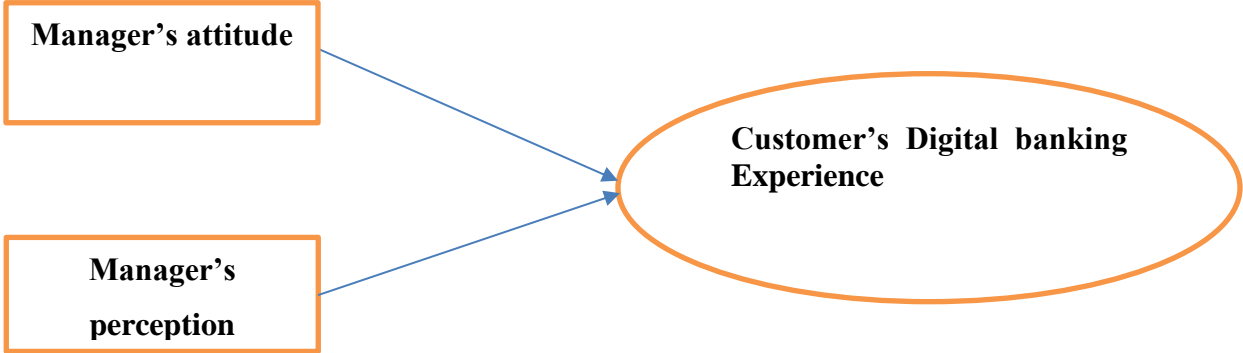 Manager’s attitude
Customer’s Digital banking
Experience
Manager’s
perception